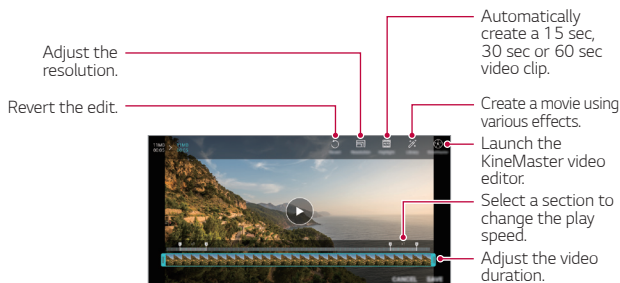 Automatically
create a 15 sec,
30 sec or 60 sec
video clip.
Adjust the
resolution.
Revert the edit.
Create a movie using
various effects.
Launch the
KineMaster video
editor.
Select a section to
change the play
speed.
Adjust the video
duration.
CANCEL SAVE